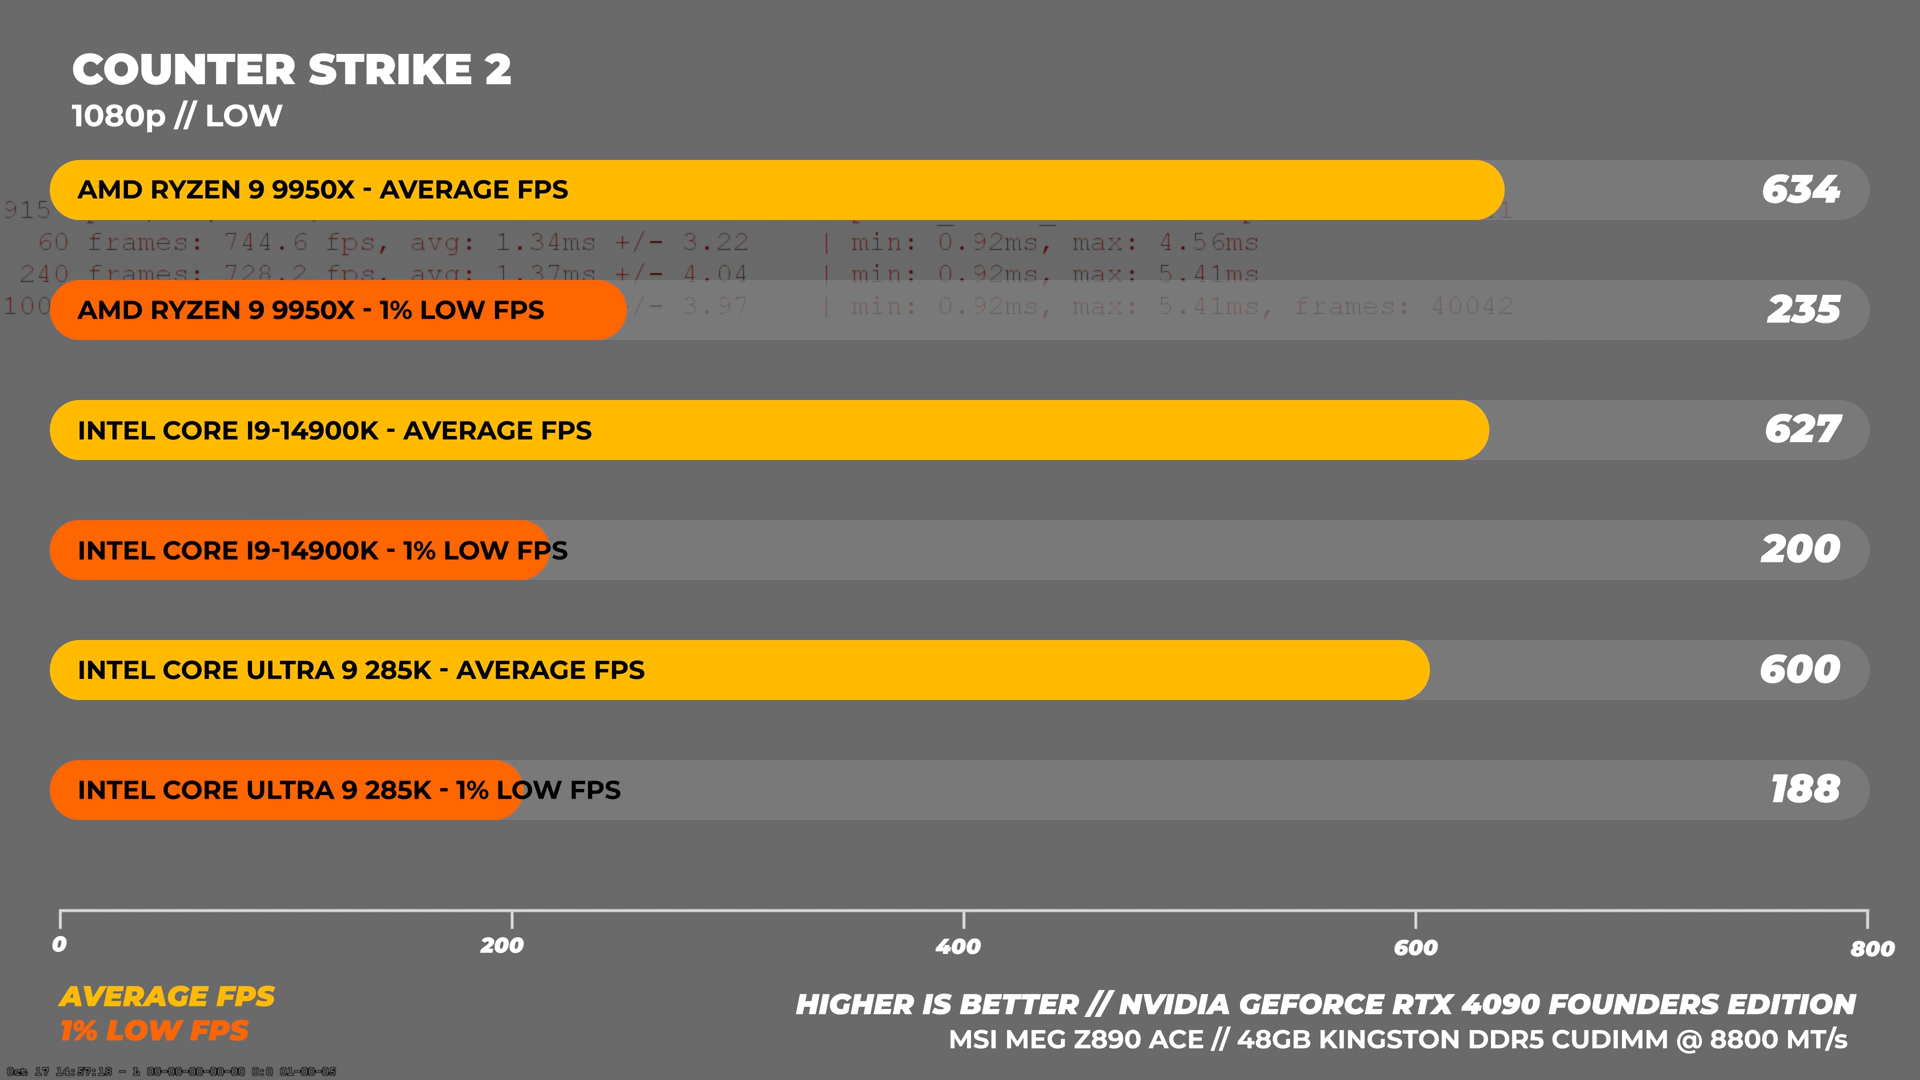 COUNTER STRIKE 2
1080p // LOW
AMD RYZEN 9 9950X - AVERAGE FPS
634
915
60 frames: 744.6 fps, avg: 1.34ms +/- 3.22 | min: 0.92ms, max: 4.56ms
240 frames: 728.2 fps, avg: 1.37ms +/- 4.04 | min: 0.92ms, max: 5.41ms
100
AMD RYZEN 9 9950X - 1% LOW FPS
/- 3.97 | min: 0.92ms, max: 5.41ms, frames: 40042
235
INTEL CORE I9-14900K - AVERAGE FPS
627
INTEL CORE I9-14900K - 1% LOW FPS
200
INTEL CORE ULTRA 9 285K - AVERAGE FPS
600
INTEL CORE ULTRA 9 285K - 1% LOW FPS
188
0 200 400 600 800
AVERAGE FPS
1% LOW FPS
HIGHER IS BETTER // NVIDIA GEFORCE RTX 4090 FOUNDERS EDITION
MSI MEG Z890 ACE // 48GB KINGSTON DDR5 CUDIMM @ 8800 MT/s